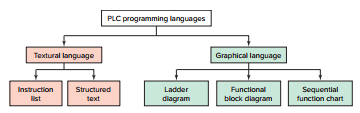 PLC programming languages
Textural language
Graphical language
Instruction
list
Structured
text
Ladder
diagram
Functional
block diagram
Sequential
function chart